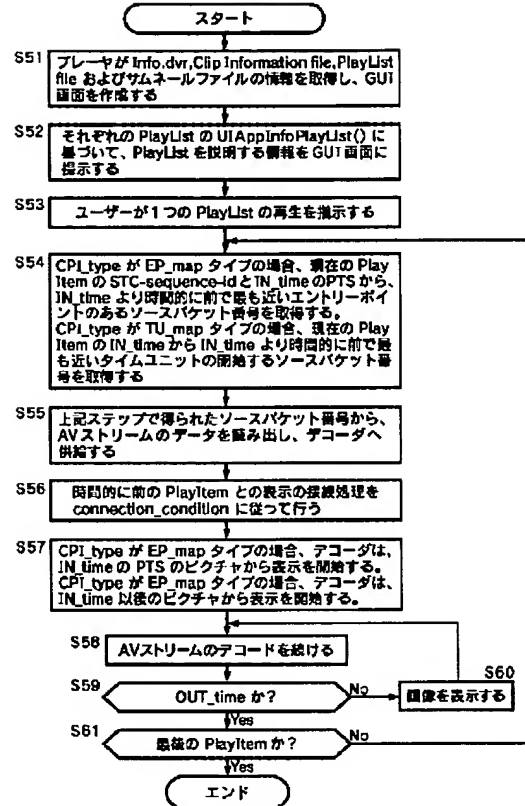 スタート
S51
プレーヤが Info.dvr,Clip Information file,PlayList
file およびサムネールファイルの情報を取得し、GUI
画面を作成する
S52
それぞれの PlayList の UIAppInfoPlayList() に
基づいて、PlayList を説明する情報を GUI 画面に
提示する
S53
ユーザーが 1 つの PlayList の再生を指示する
S54
CPI_type が EP_map タイプの場合、現在の Play
Item の STC-sequence-id と IN_time の PTS から、
IN_time より時間的に前で最も近いエントリーポイ
ントのあるソースパケット番号を取得する。
CPI_type が TU_map タイプの場合、現在の Play
Item の IN_time から IN_time より時間的に前で最
も近いタイムユニットの開始するソースパケット番
号を取得する
S55
上記ステップで得られたソースパケット番号から、
AVストリームのデータを読み出し、デコーダへ
供給する
S56
時間的に前の PlayItem との表示の接続処理を
connection_condition に従って行う
S57
CPI_type が EP_map タイプの場合、デコーダは、
IN_time の PTS のピクチャから表示を開始する。
CPI_type が EP_map タイプの場合、デコーダは、
IN_time 以後のピクチャから表示を開始する。
S58
AVストリームのデコードを続ける
S59
OUT_time か?
No
S60
画像を表示する
Yes
S61
最後の PlayItem か?
No
Yes
エンド